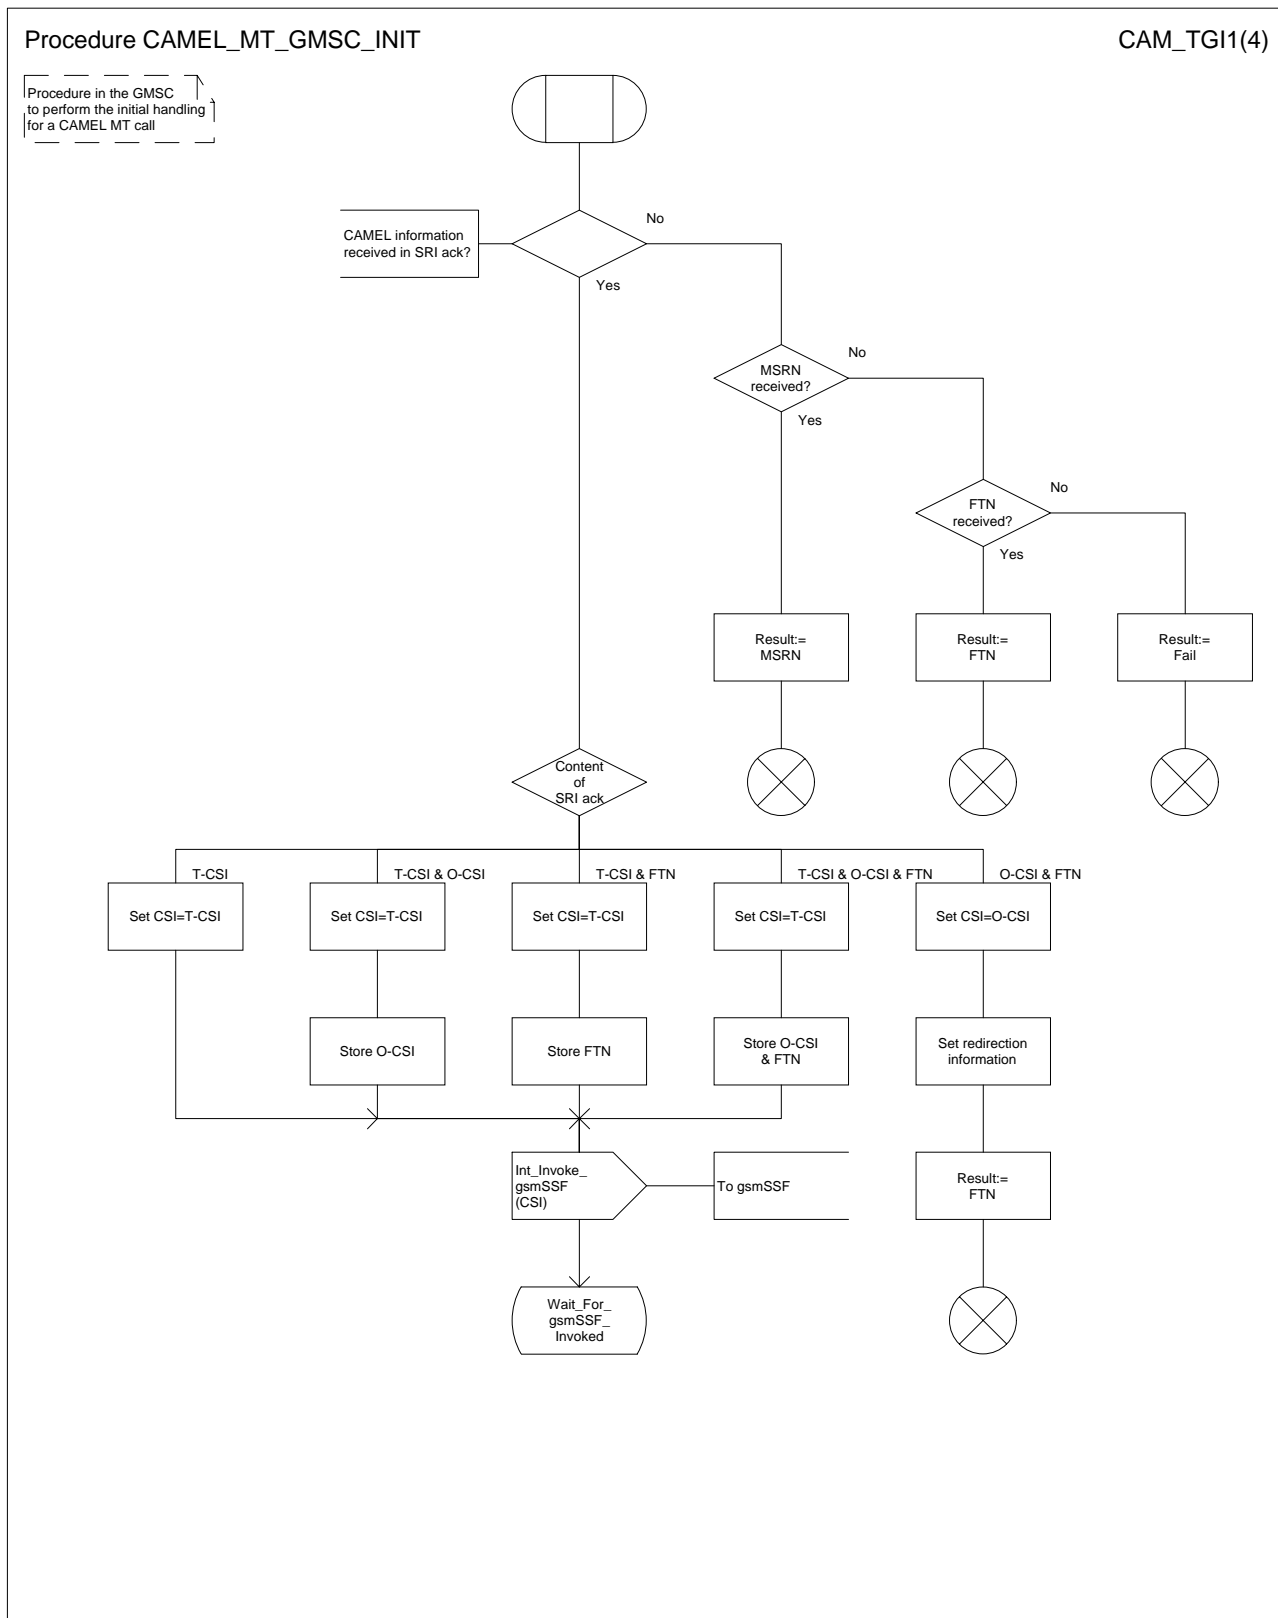 Procedure CAMEL_MT_GMSC_INIT
CAM_TGI1(4)
Procedure in the GMSC
to perform the initial handling
for a CAMEL MT call
CAMEL information
received in SRI ack?
No
Yes
MSRN
received?
No
Yes
FTN
received?
No
Yes
Result:=
MSRN
Result:=
FTN
Result:=
Fail
Content
of
SRI ack
T-CSI
T-CSI & O-CSI
T-CSI & FTN
T-CSI & O-CSI & FTN
O-CSI & FTN
Set CSI=T-CSI
Set CSI=T-CSI
Set CSI=T-CSI
Set CSI=T-CSI
Set CSI=O-CSI
Store O-CSI
Store FTN
Store O-CSI
& FTN
Set redirection
information
Int_Invoke_
gsmSSF
(CSI)
To gsmSSF
Result:=
FTN
Wait_For_
gsmSSF_
Invoked